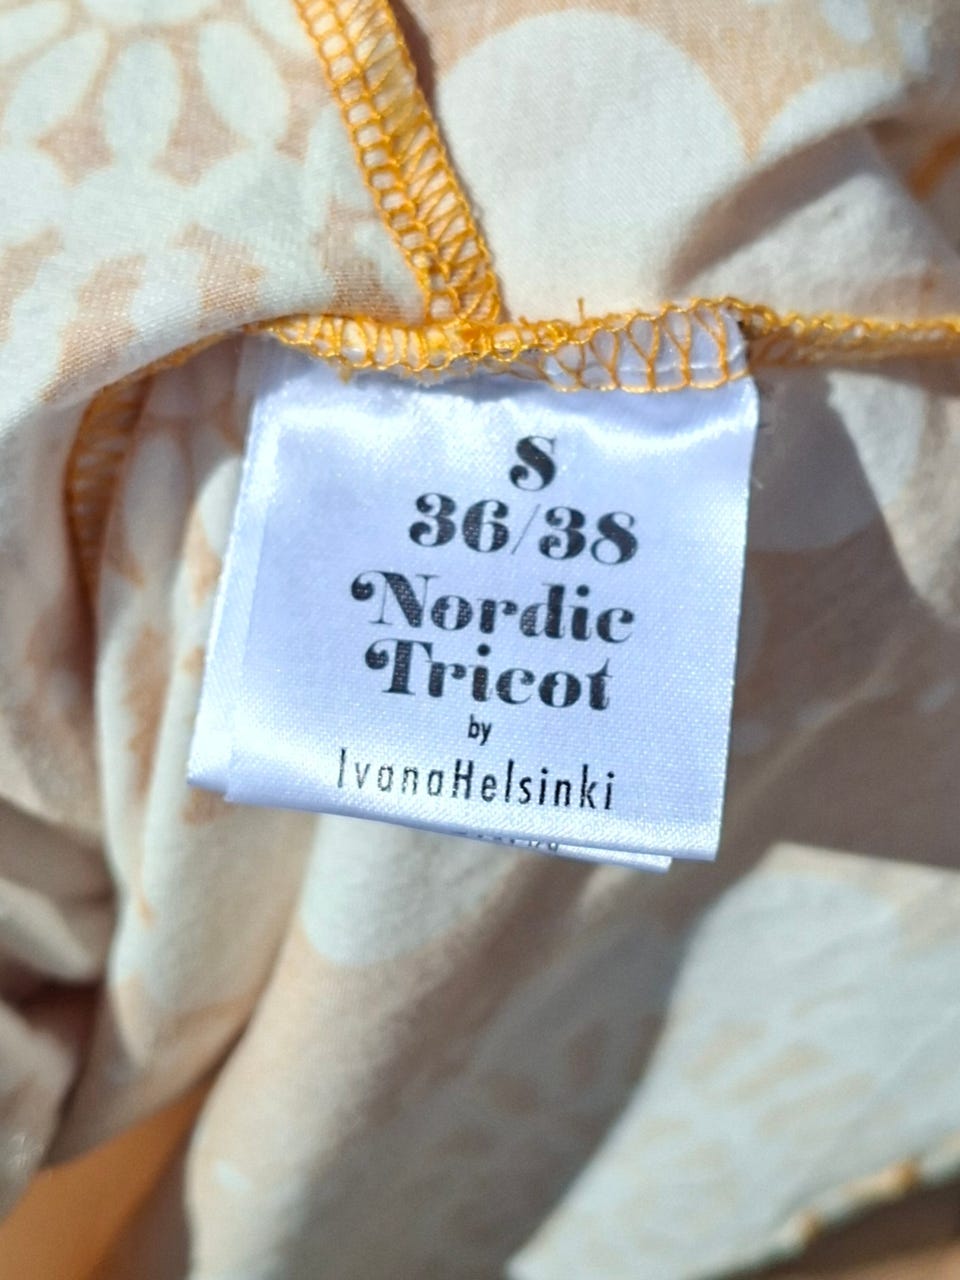 S
36/38
Nordic
Tricot
by
IvanaHelsinki